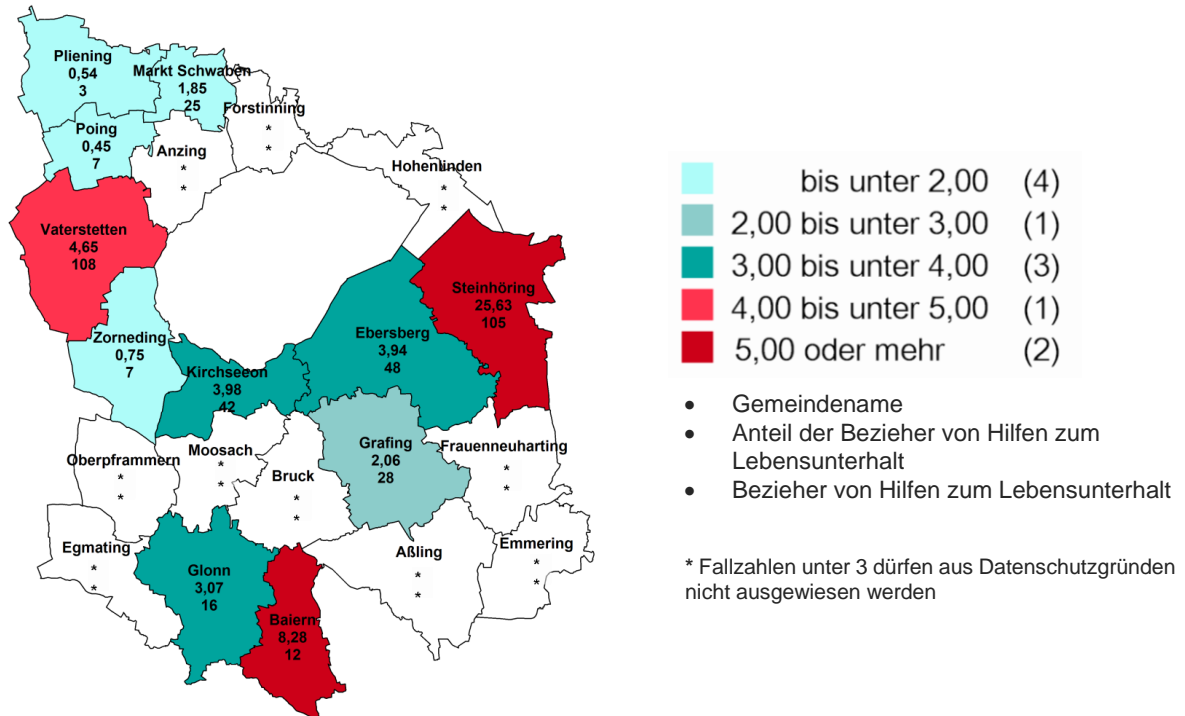 Pliening
0,54
3
Markt Schwaben
1,85
25
Forstinning
*
*
Poing
0,45
7
Anzing
*
*
Hohenlinden
*
*
Vaterstetten
4,65
108
Steinhöring
25,63
105
Zorneding
0,75
7
Ebersberg
3,94
48
Kirchseeon
3,98
42
Oberpframmern
*
*
Moosach
*
*
Bruck
*
*
Grafing
2,06
28
Frauenneuharting
*
*
Egmating
*
*
Glonn
3,07
16
Baiern
8,28
12
Aßling
*
*
Emmering
*
*
bis unter 2,00 (4)
2,00 bis unter 3,00 (1)
3,00 bis unter 4,00 (3)
4,00 bis unter 5,00 (1)
5,00 oder mehr (2)
• Gemeindename
• Anteil der Bezieher von Hilfen zum
Lebensunterhalt
• Bezieher von Hilfen zum Lebensunterhalt
* Fallzahlen unter 3 dürfen aus Datenschutzgründen
nicht ausgewiesen werden